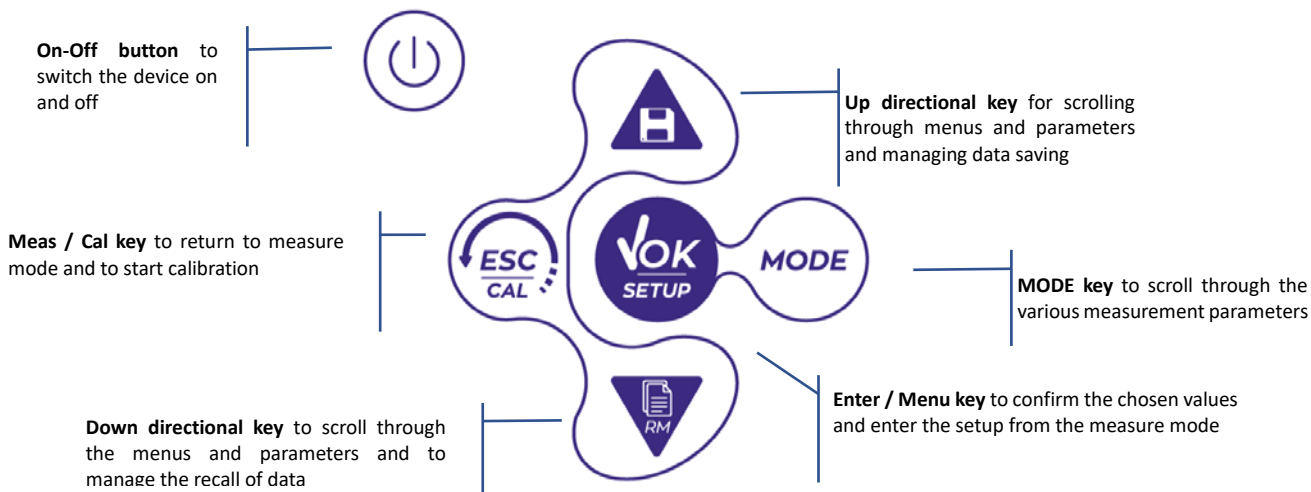 On-Off button to
switch the device on
and off
Up directional key for scrolling
through menus and parameters
and managing data saving
Meas / Cal key to return to measure
mode and to start calibration
ESC
CAL
OK
SETUP
MODE
MODE key to scroll through the
various measurement parameters
RM
Enter / Menu key to confirm the chosen values
and enter the setup from the measure mode
Down directional key to scroll through
the menus and parameters and to
manage the recall of data